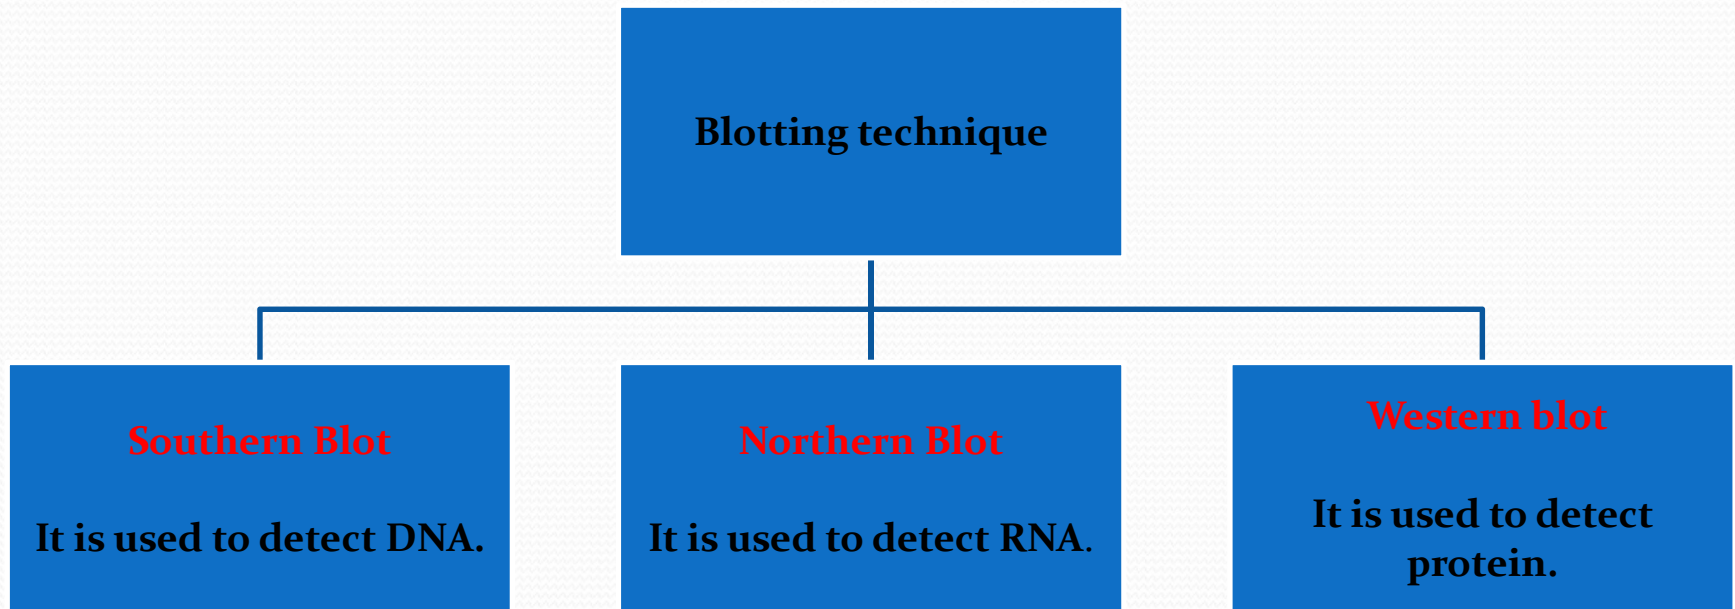 Blotting technique
Southern Blot
It is used to detect DNA.
Northern Blot
It is used to detect RNA.
Western blot
It is used to detect
protein.